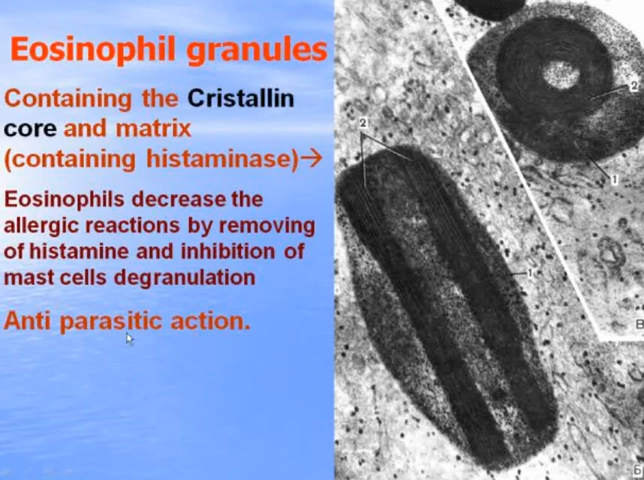 Eosinophil granules
Containing the Cristallin
core and matrix
(containing histaminase)→
Eosinophils decrease the
allergic reactions by removing
of histamine and inhibition of
mast cells degranulation
Anti parasitic action.
2
1
2
1